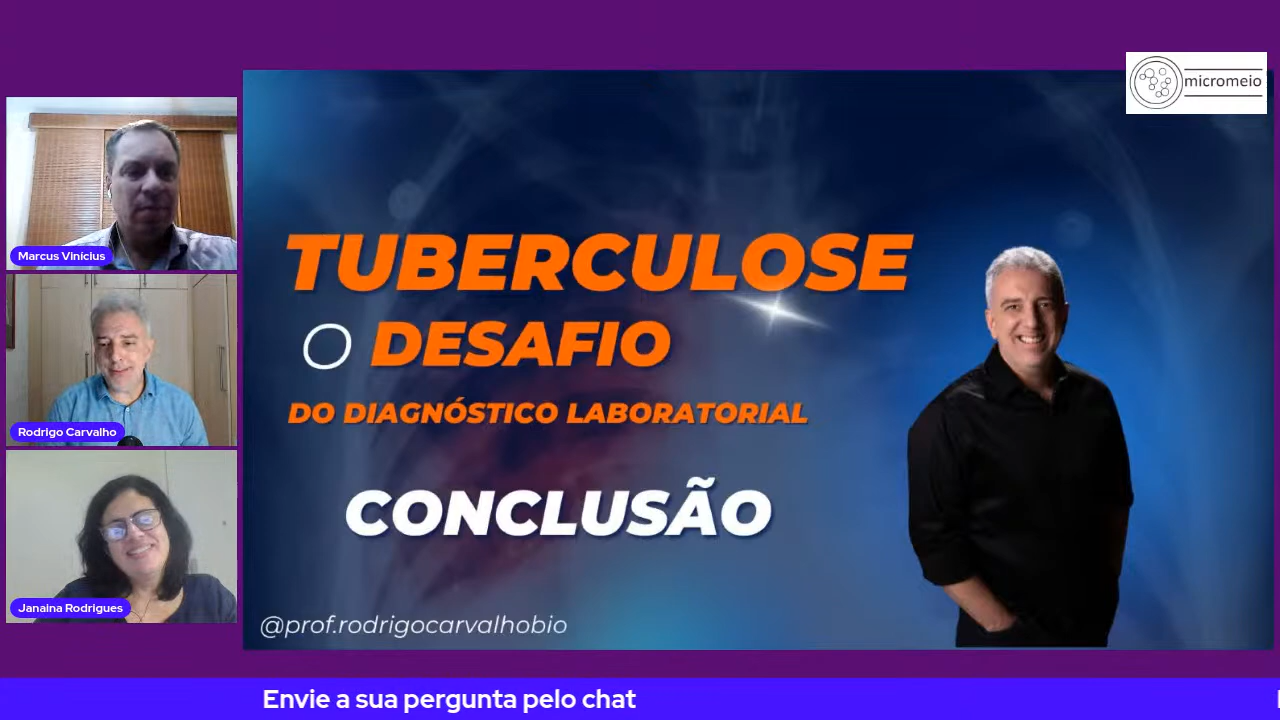 micromeio
Marcus Vinícius
Rodrigo Carvalho
Janaina Rodrigues
TUBERCULOSE
O DESAFIO
DO DIAGNÓSTICO LABORATORIAL
CONCLUSÃO
@prof.rodrigocarvalhobio
Envie a sua pergunta pelo chat